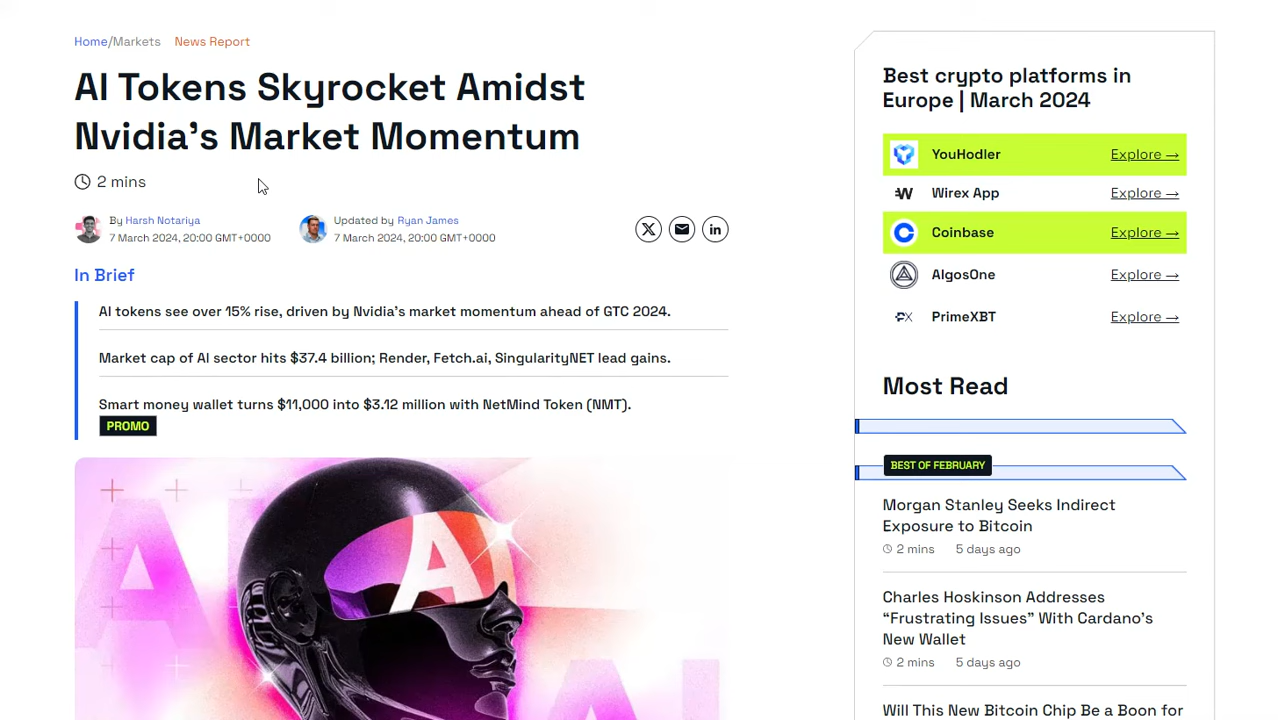 Home/Markets News Report
AI Tokens Skyrocket Amidst
Nvidia's Market Momentum
2 mins
By Harsh Notariya
7 March 2024, 20:00 GMT+0000
Updated by Ryan James
7 March 2024, 20:00 GMT+0000
In Brief
AI tokens see over 15% rise, driven by Nvidia's market momentum ahead of GTC 2024.
Market cap of AI sector hits $37.4 billion; Render, Fetch.ai, SingularityNET lead gains.
Smart money wallet turns $11,000 into $3.12 million with NetMind Token (NMT).
PROMO
AI
AI
AI
Best crypto platforms in
Europe | March 2024
YouHodler Explore →
Wirex App Explore →
Coinbase Explore →
AlgosOne Explore →
PrimeXBT Explore →
Most Read
BEST OF FEBRUARY
Morgan Stanley Seeks Indirect
Exposure to Bitcoin
2 mins 5 days ago
Charles Hoskinson Addresses
“Frustrating Issues” With Cardano's
New Wallet
2 mins 5 days ago
Will This New Bitcoin Chip Be a Boon for